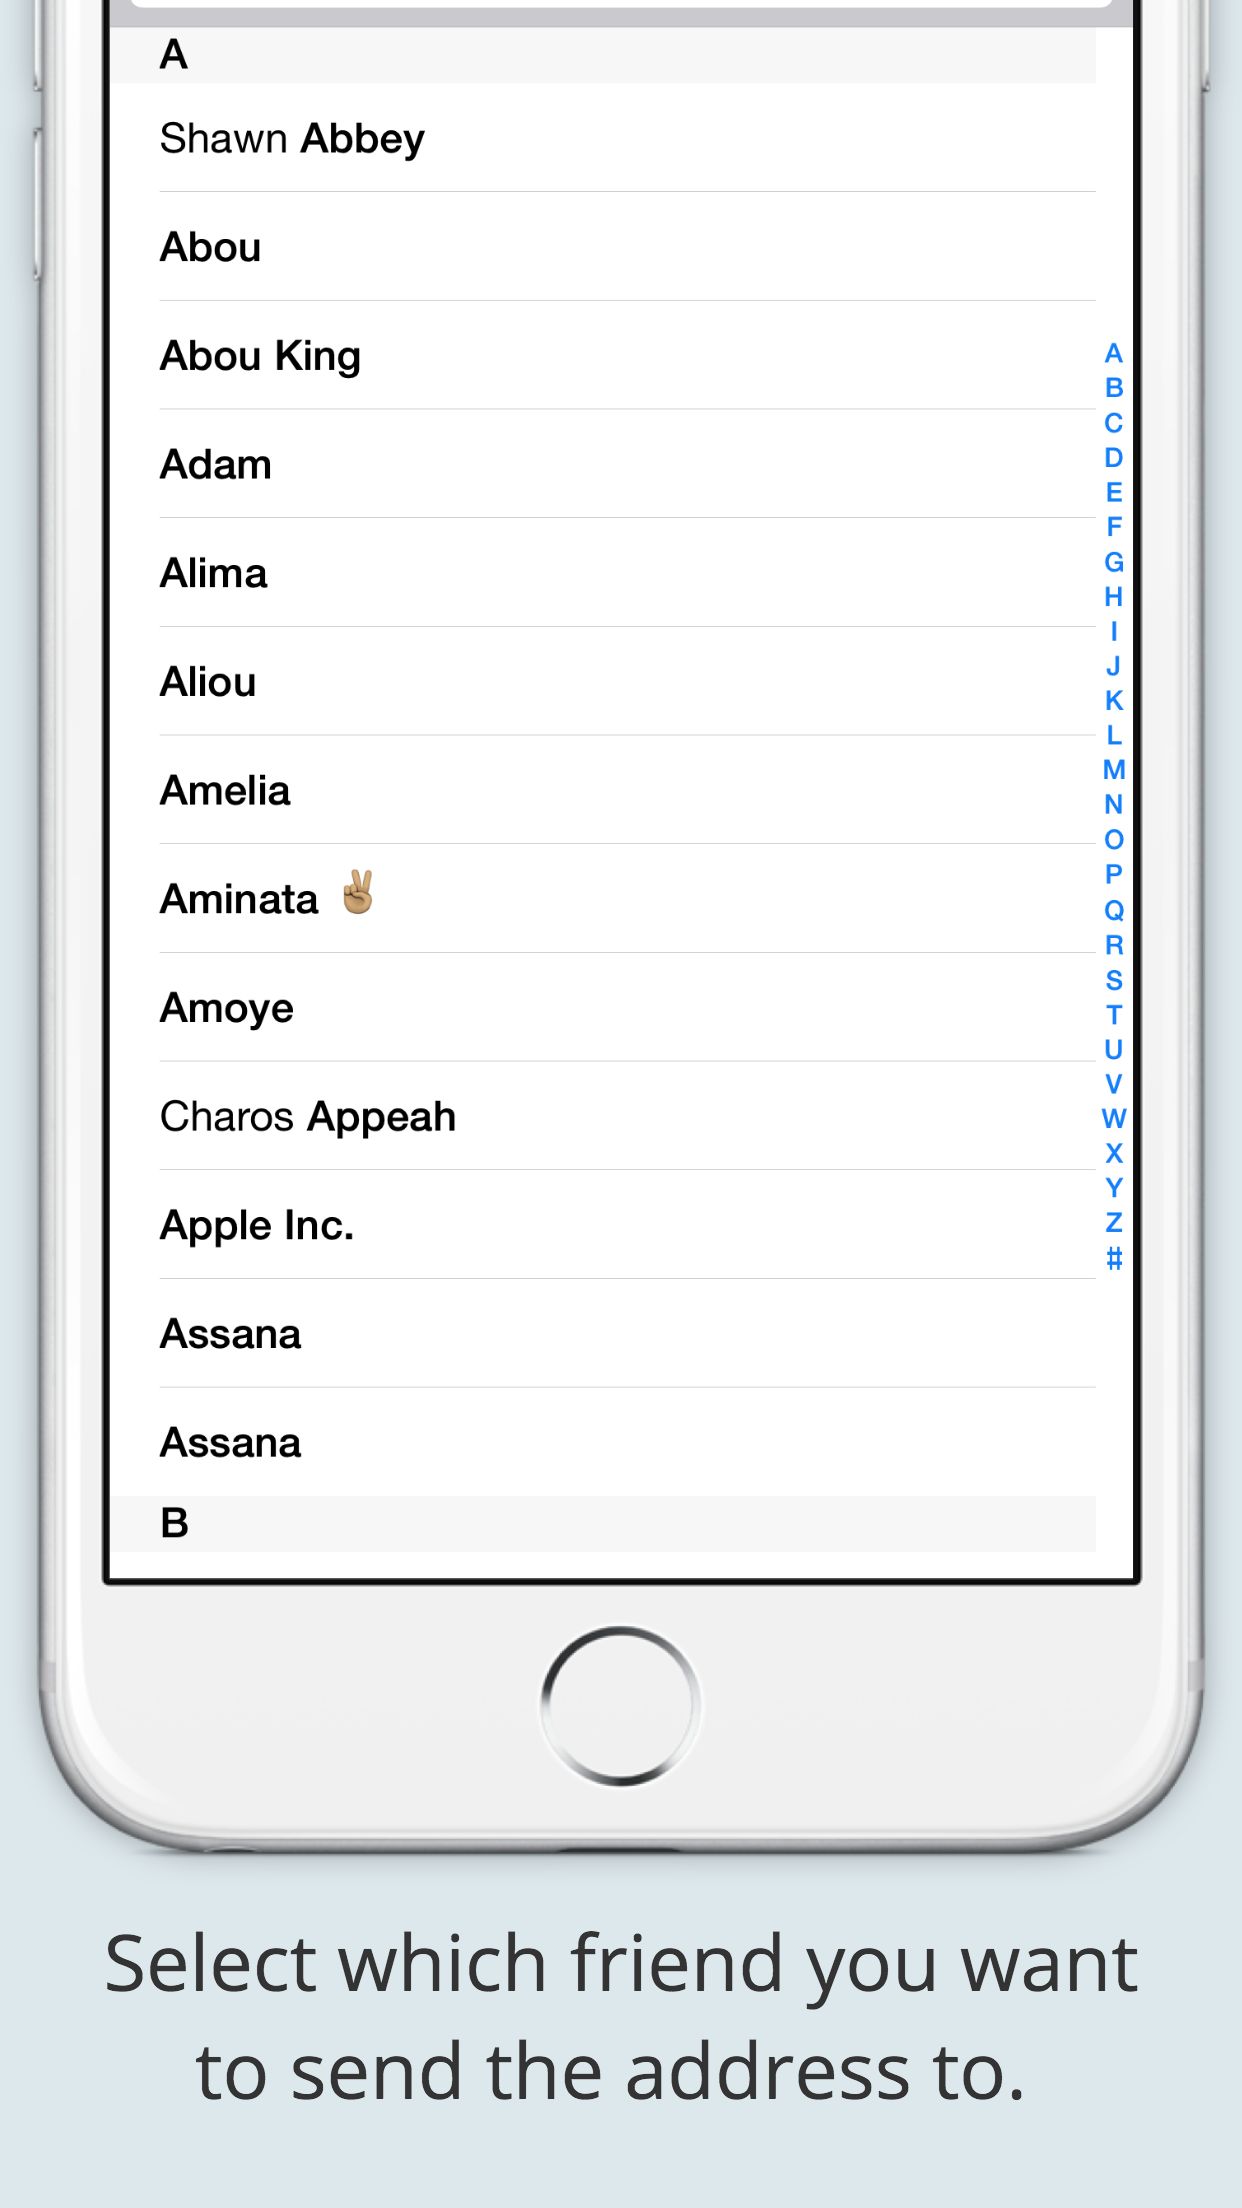 A
Shawn Abbey
Abou
Abou King
Adam
Alima
Aliou
Amelia
Aminata ✌🏽
Amoye
Charos Appeah
Apple Inc.
Assana
Assana
B
A
B
C
D
E
F
G
H
I
J
K
L
M
N
O
P
Q
R
S
T
U
V
W
X
Y
Z
#
Select which friend you want
to send the address to.